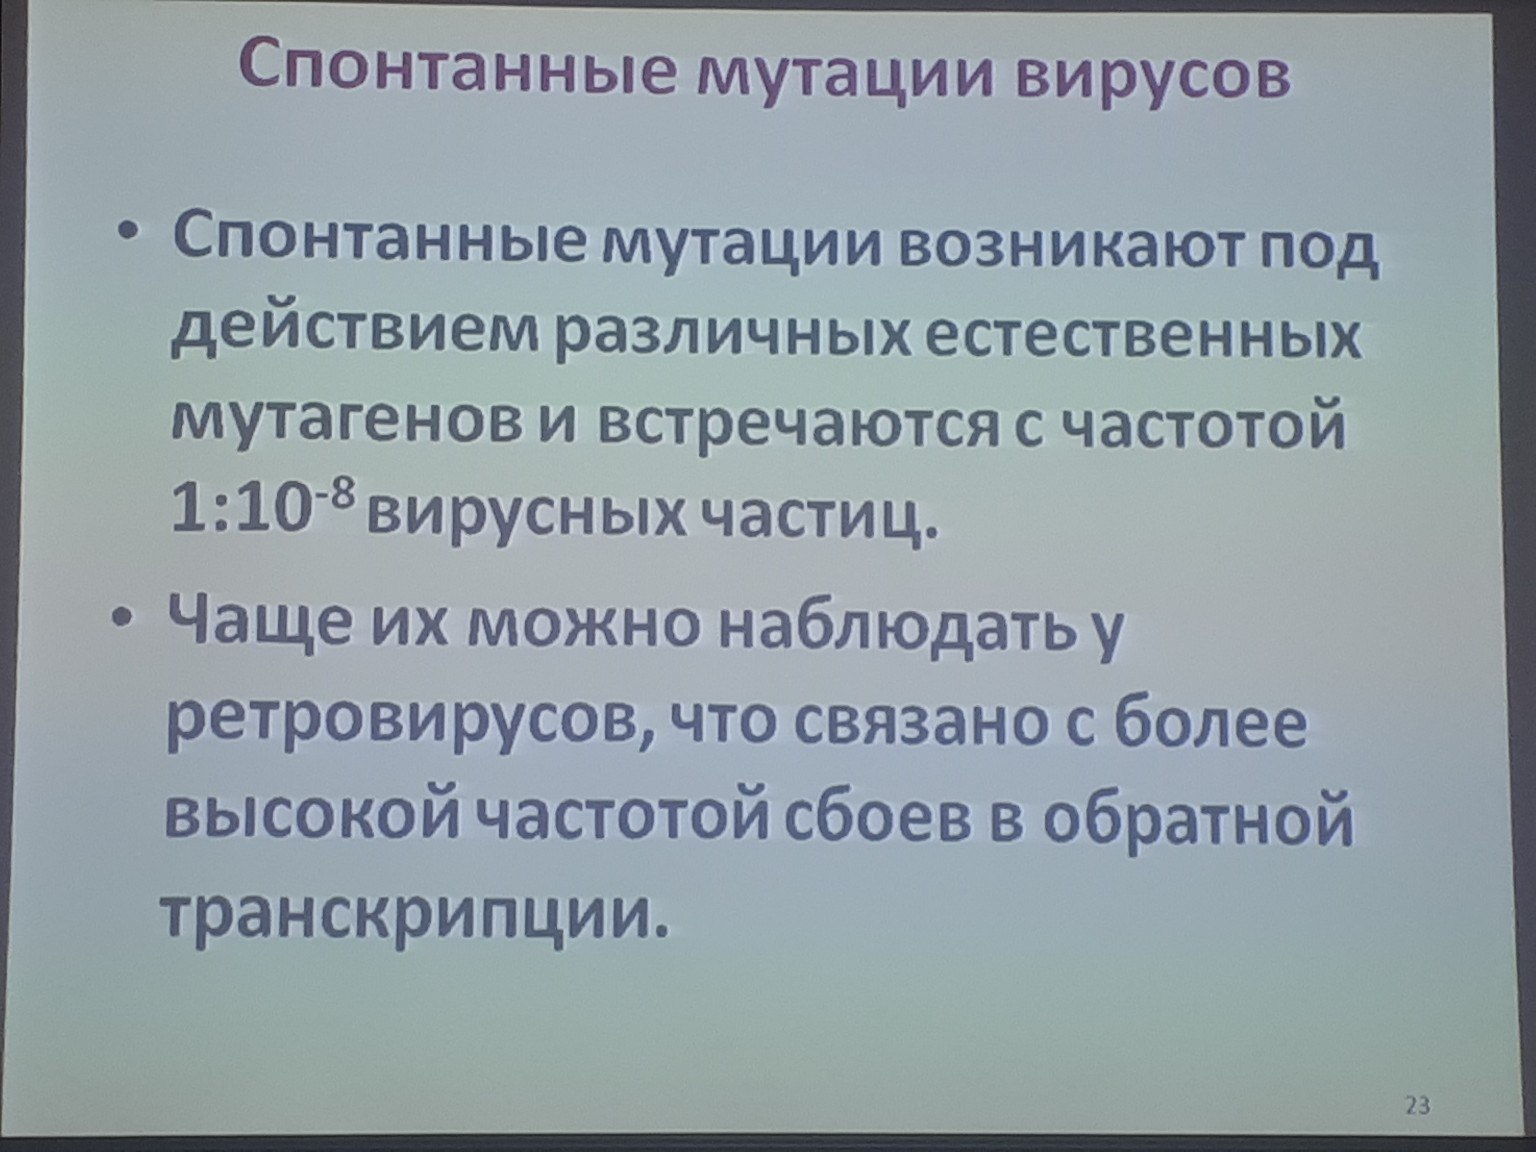 Спонтанные мутации вирусов
• Спонтанные мутации возникают под
действием различных естественных
мутагенов и встречаются с частотой
1:10⁻⁸ вирусных частиц.
• Чаще их можно наблюдать у
ретровирусов, что связано с более
высокой частотой сбоев в обратной
транскрипции.
23